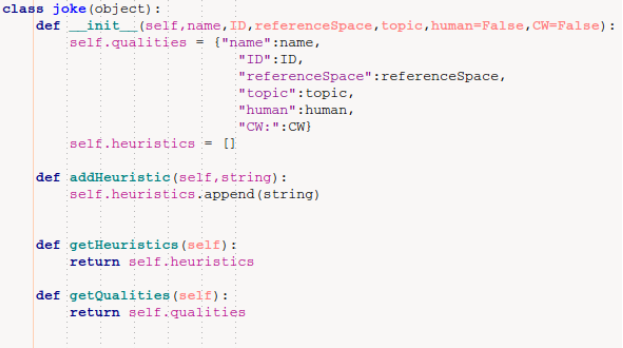 class joke(object):
    def __init__(self,name,ID,referenceSpace,topic,human=False,CW=False):
        self.qualities = {"name":name,
                          "ID":ID,
                          "referenceSpace":referenceSpace,
                          "topic":topic,
                          "human":human,
                          "CW:":CW}
        self.heuristics = []
    def addHeuristic(self,string):
        self.heuristics.append(string)
    def getHeuristics(self):
        return self.heuristics
    def getQualities(self):
        return self.qualities